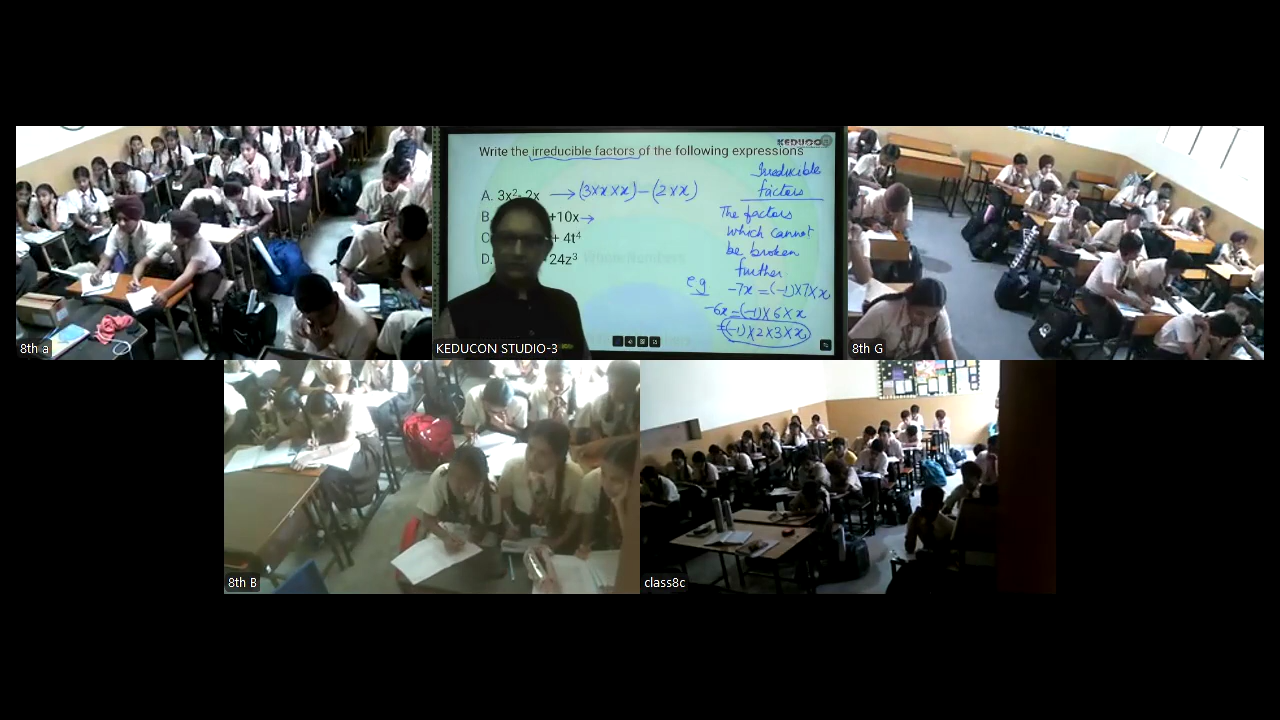 KEDUCO
Write the irreducible factors of the following expressions
Irreducible
factors
A. 3x²-2x → (3×x×x) - (2×x)
B +10x →
C + 4t⁴
D. 24z³
The factors
which cannot
be broken
further.
e.g -7x = (-1)×7×x
-6x = (-1)×6×x
= (-1)×2×3×x
8th a
KEDUCON STUDIO-3
8th G
8th B
class8c